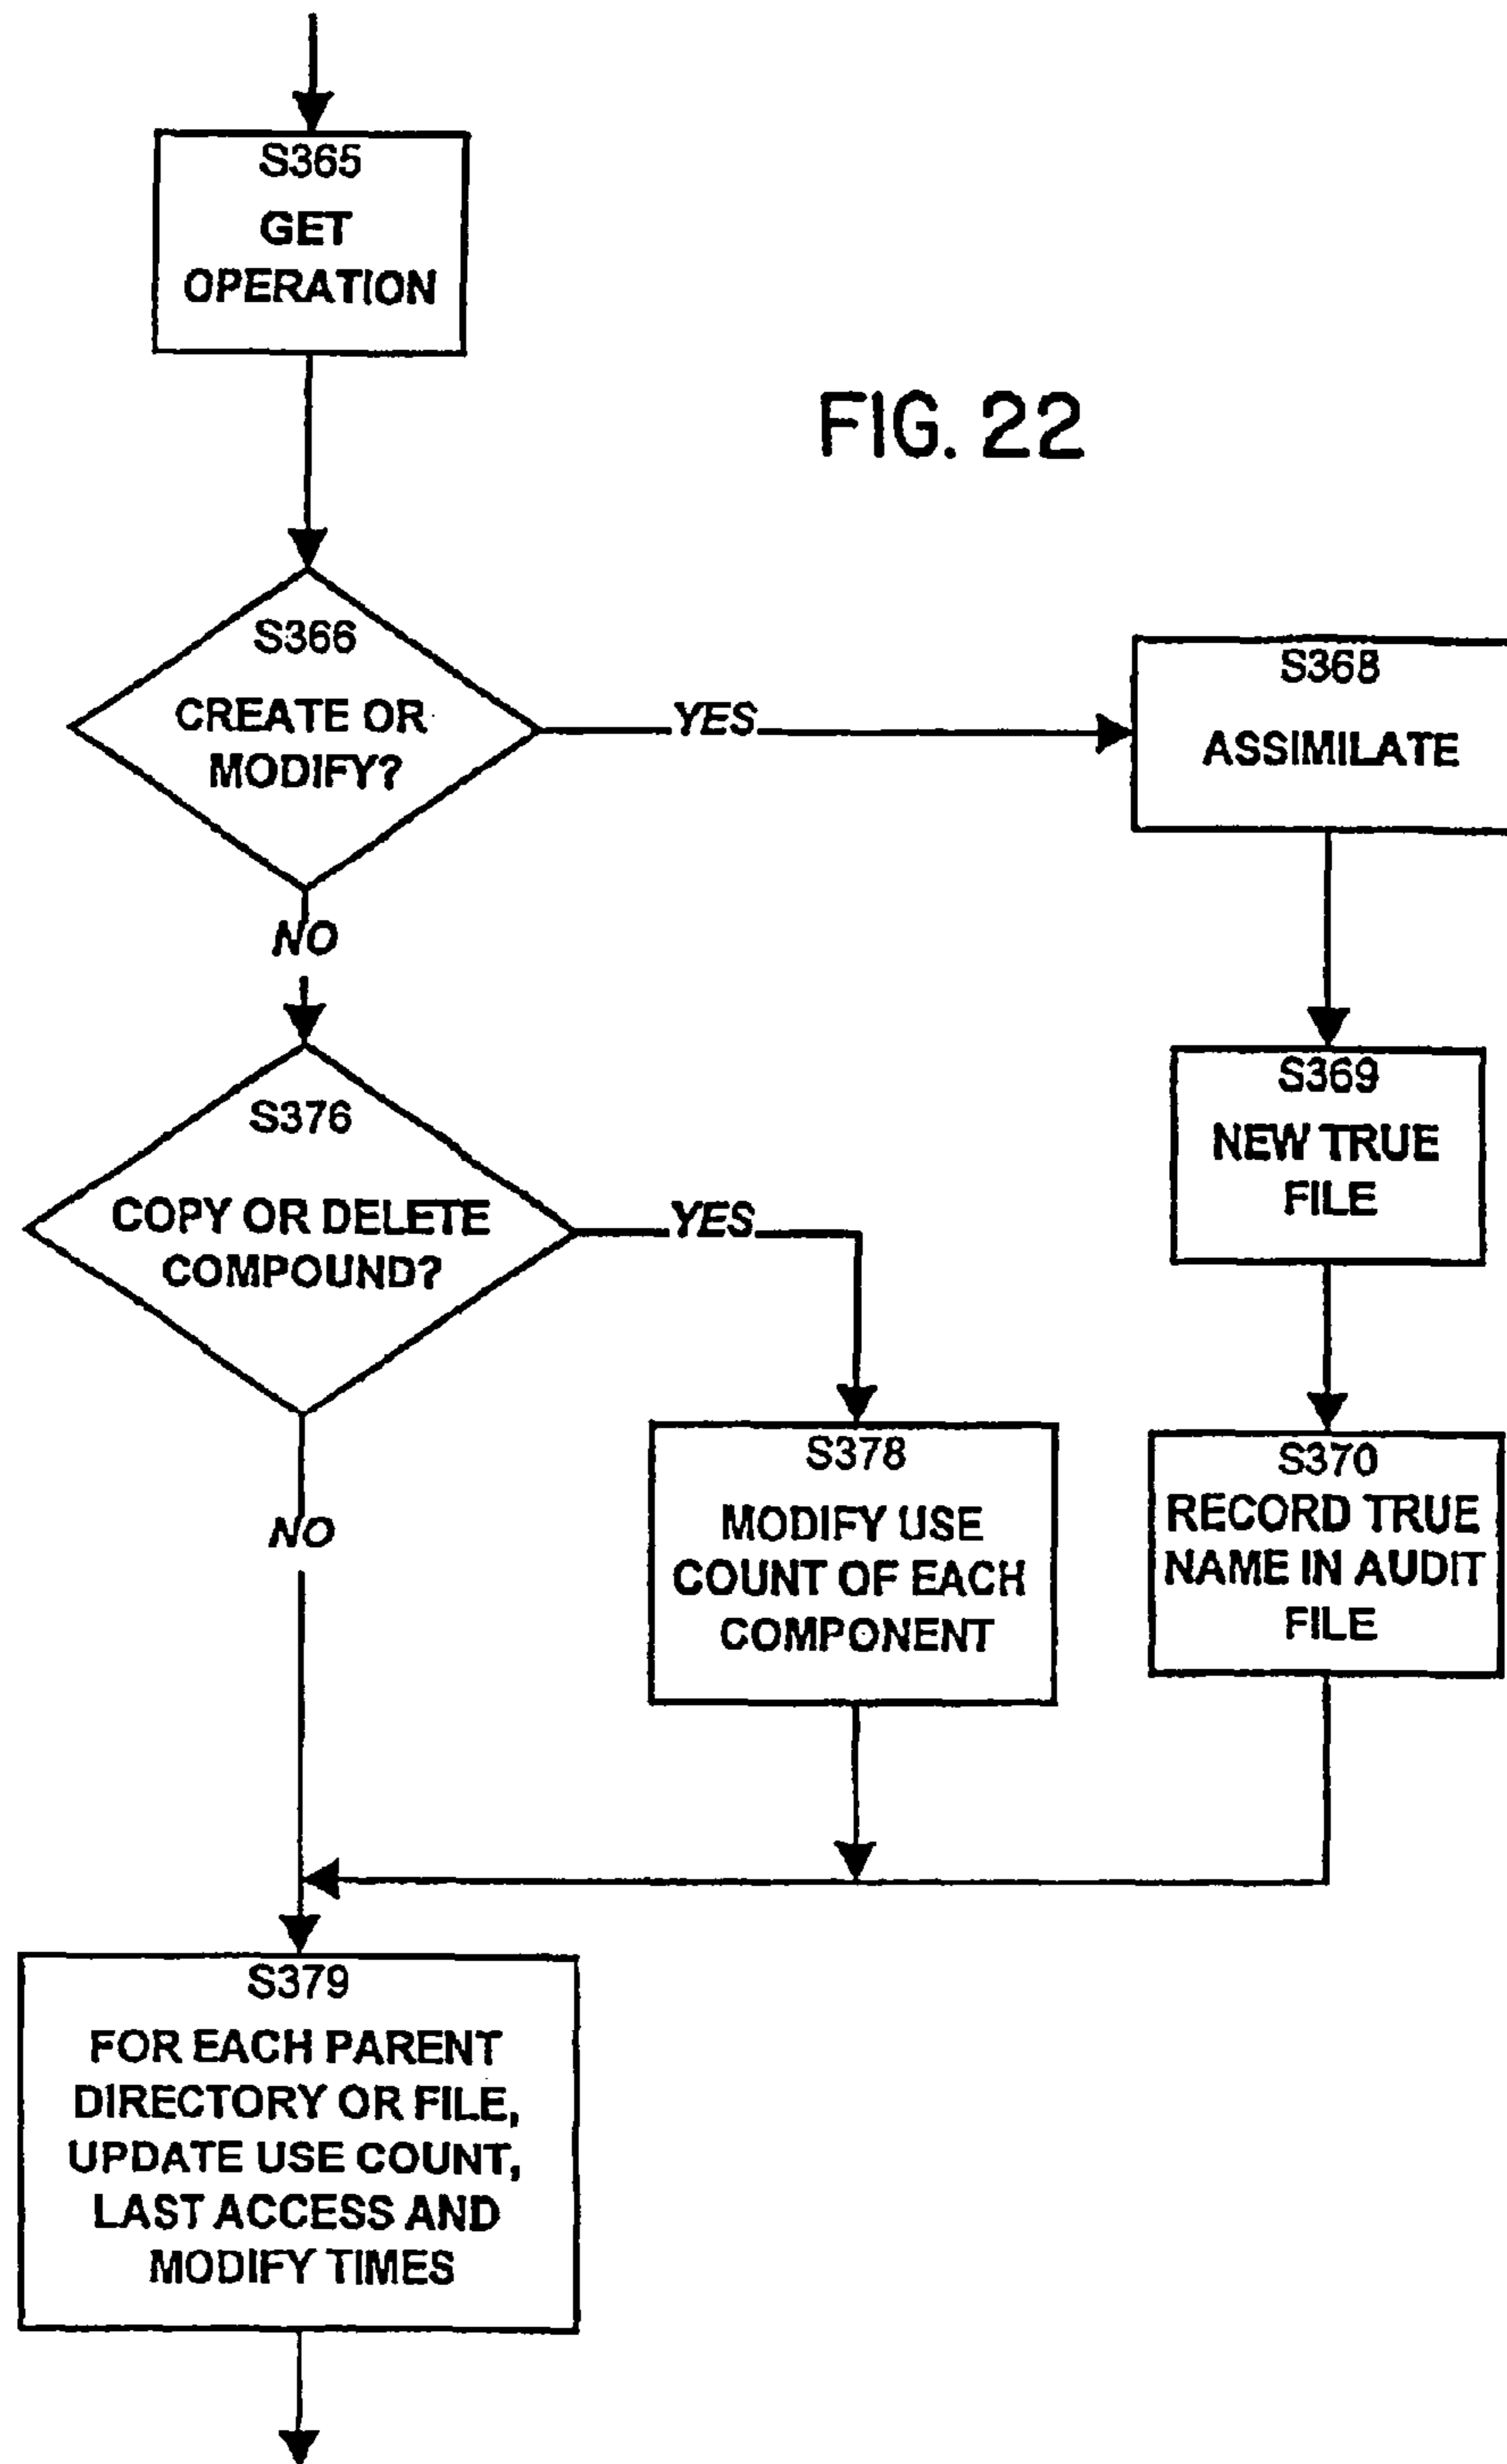 S365
GET
OPERATION
FIG. 22
S366
CREATE OR
MODIFY?
YES
S368
ASSIMILATE
NO
S369
NEW TRUE
FILE
S376
COPY OR DELETE
COMPOUND?
YES
S378
MODIFY USE
COUNT OF EACH
COMPONENT
S370
RECORD TRUE
NAME IN AUDIT
FILE
NO
S379
FOR EACH PARENT
DIRECTORY OR FILE,
UPDATE USE COUNT,
LAST ACCESS AND
MODIFY TIMES